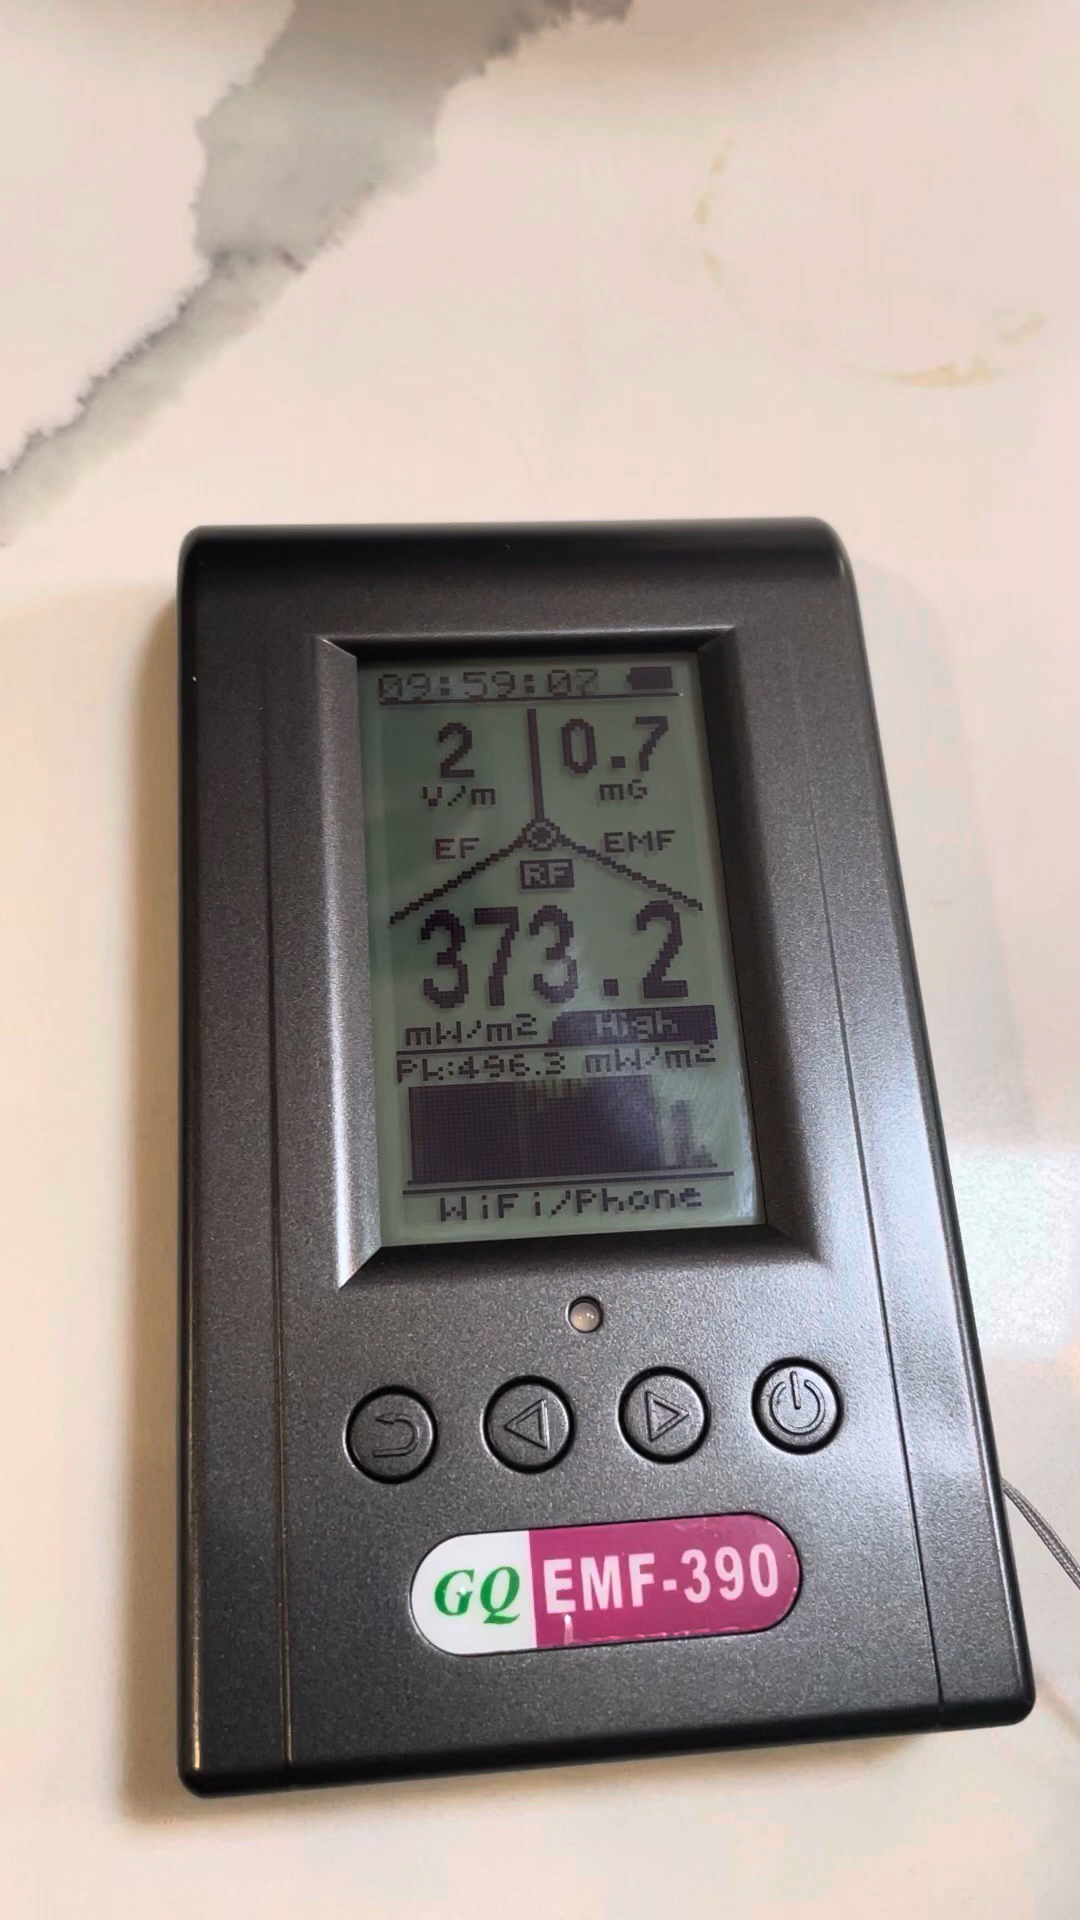 09:59:07
2 0.7
V/m mG
EF EMF
RF
373.2
mW/m2 High
Pk:496.3 mW/m2
WiFi/Phone
GQ EMF-390